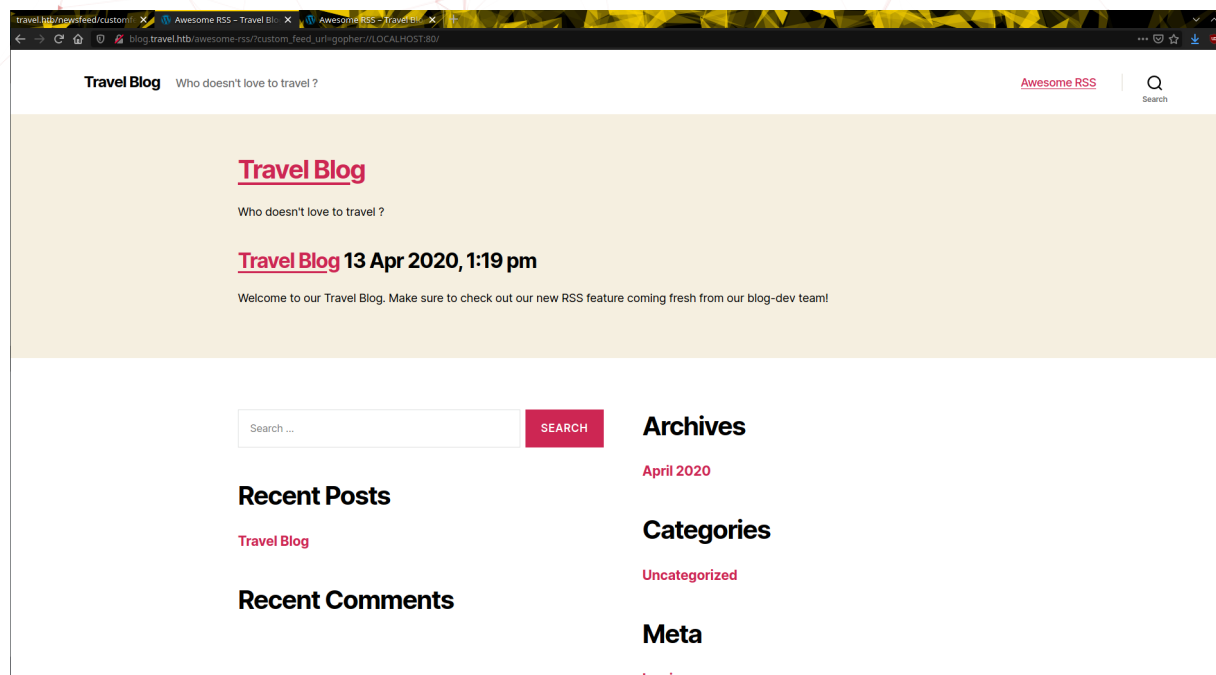 travel.htb/newsfeed/customfe
Awesome RSS – Travel Blo
Awesome RSS – Travel Blo
blog.travel.htb/awesome-rss/?custom_feed_url=gopher://LOCALHOST:80/
Travel Blog Who doesn't love to travel ?
Awesome RSS
Search
Travel Blog
Who doesn't love to travel ?
Travel Blog 13 Apr 2020, 1:19 pm
Welcome to our Travel Blog. Make sure to check out our new RSS feature coming fresh from our blog-dev team!
Search ...
SEARCH
Recent Posts
Travel Blog
Recent Comments
Archives
April 2020
Categories
Uncategorized
Meta